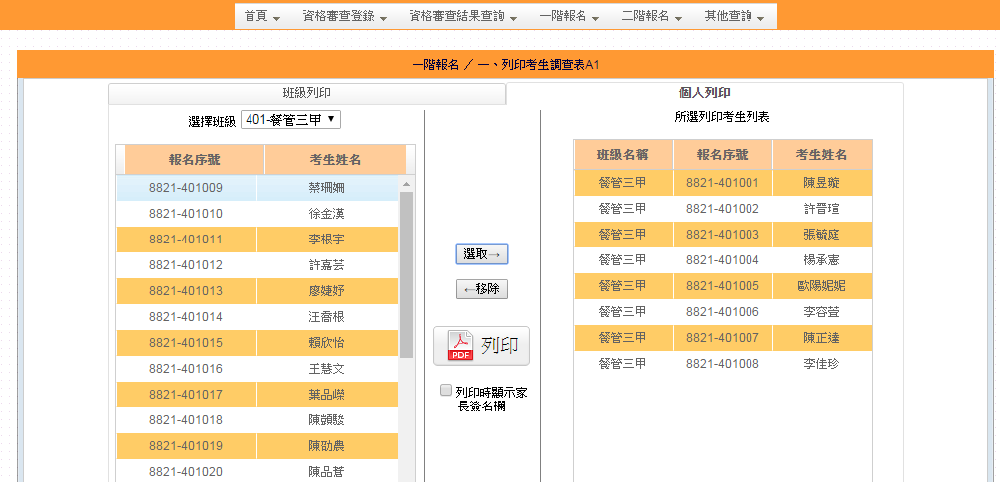 首頁 資格審查登錄 資格審查結果查詢 一階報名 二階報名 其他查詢
一階報名 ／ 一、列印考生調查表A1
班級列印 個人列印
選擇班級 401-餐管三甲
所選列印考生列表
報名序號 考生姓名
8821-401009 蔡珊姍
8821-401010 徐金漢
8821-401011 李根宇
8821-401012 許嘉芸
8821-401013 廖婕妤
8821-401014 汪喬根
8821-401015 賴欣怡
8821-401016 王慧文
8821-401017 葉品嶸
8821-401018 陳顗駿
8821-401019 陳劭農
8821-401020 陳品蒼
選取→
←移除
PDF 列印
列印時顯示家
長簽名欄
班級名稱 報名序號 考生姓名
餐管三甲 8821-401001 陳昱璇
餐管三甲 8821-401002 許晋瑄
餐管三甲 8821-401003 張毓庭
餐管三甲 8821-401004 楊承憲
餐管三甲 8821-401005 歐陽妮妮
餐管三甲 8821-401006 李容萱
餐管三甲 8821-401007 陳正達
餐管三甲 8821-401008 李佳珍